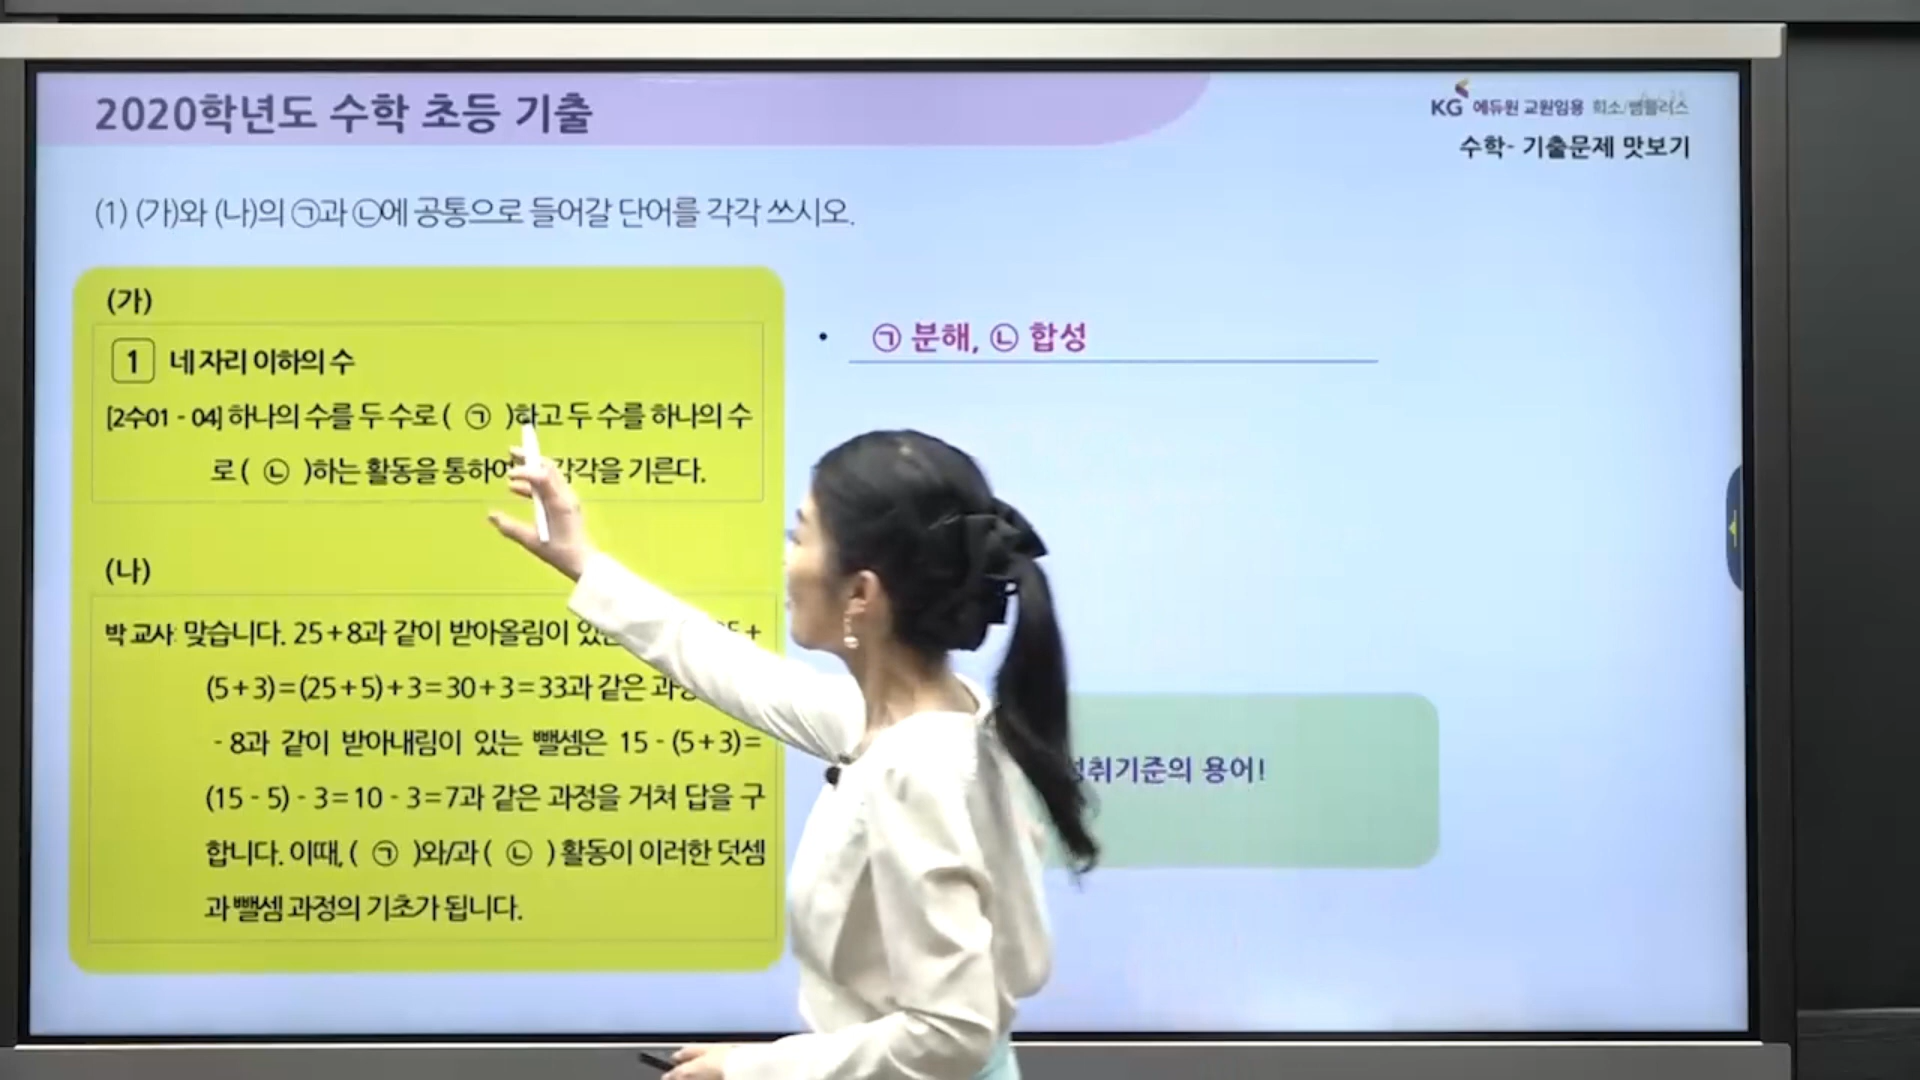 2020학년도 수학 초등 기출
KG 에듀원 교원임용 희소/쌤플러스
수학- 기출문제 맛보기
(1) (가)와 (나)의 ㉠과 ㉡에 공통으로 들어갈 단어를 각각 쓰시오.
(가)
1 네 자리 이하의 수
[2수01 - 04] 하나의 수를 두 수로 ( ㉠ )하고 두 수를 하나의 수
로 ( ㉡ )하는 활동을 통하여 감각을 기른다.
• ㉠ 분해, ㉡ 합성
(나)
박 교사: 맞습니다. 25+8과 같이 받아올림이
(5+3)=(25+5)+3=30+3=33과 같은
- 8과 같이 받아내림이 있는 뺄셈은 15 - (5+3)=
(15 - 5) - 3=10 - 3=7과 같은 과정을 거쳐 답을 구
합니다. 이때, ( ㉠ )와/과 ( ㉡ ) 활동이 이러한 덧셈
과 뺄셈 과정의 기초가 됩니다.
성취기준의 용어!